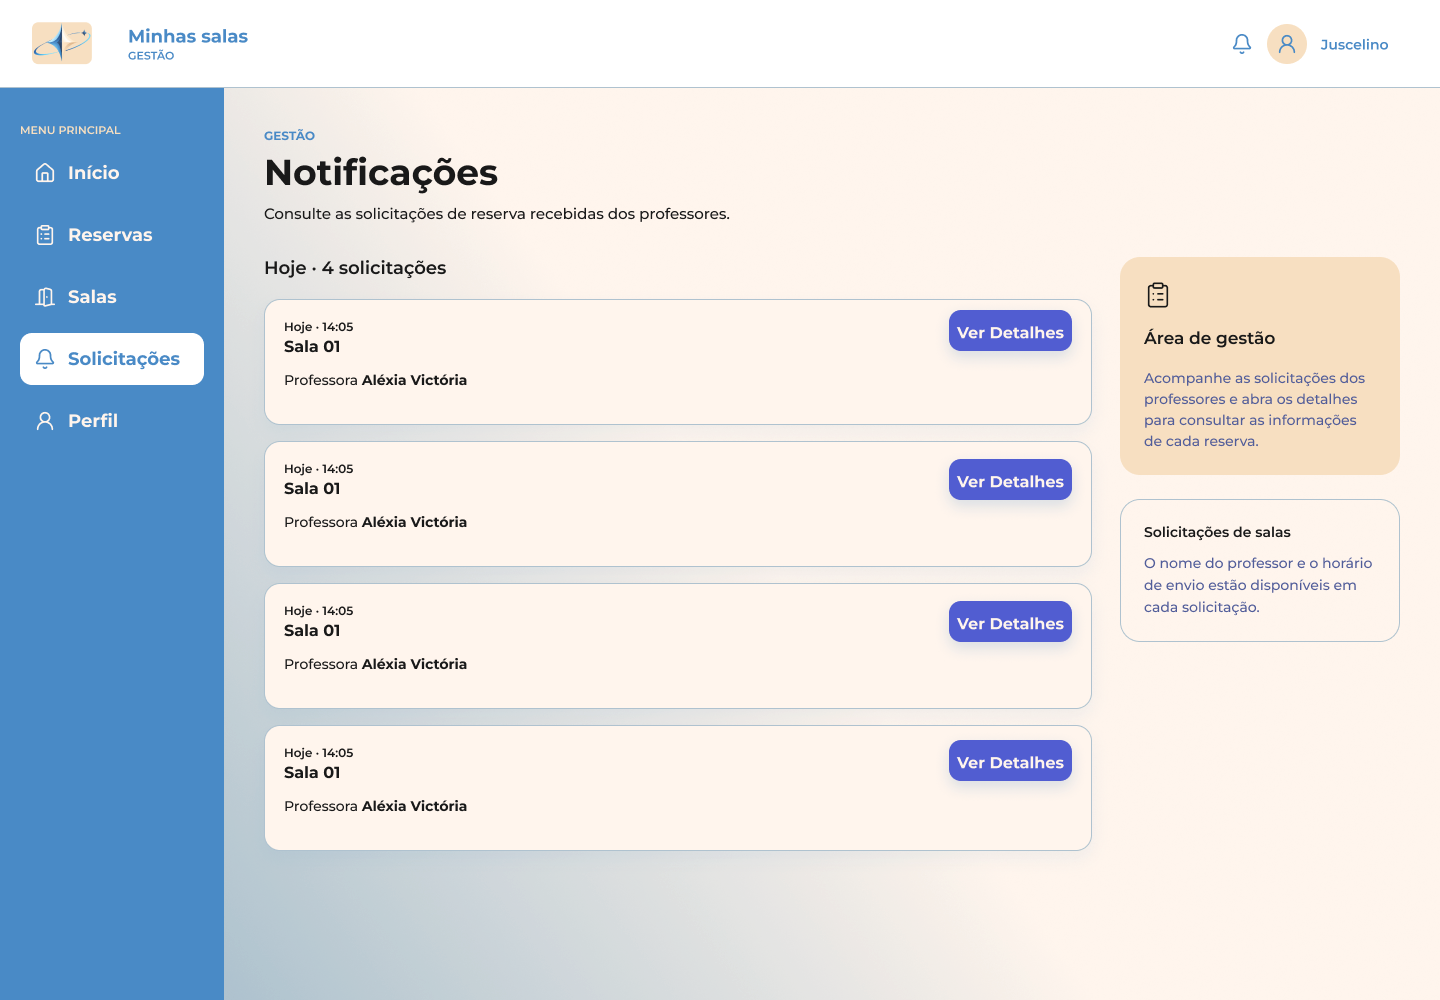 Minhas salas
GESTÃO
Juscelino
MENU PRINCIPAL
Início
Reservas
Salas
Solicitações
Perfil
GESTÃO
Notificações
Consulte as solicitações de reserva recebidas dos professores.
Hoje · 4 solicitações
Hoje · 14:05
Sala 01
Professora Aléxia Victória
Ver Detalhes
Hoje · 14:05
Sala 01
Professora Aléxia Victória
Ver Detalhes
Hoje · 14:05
Sala 01
Professora Aléxia Victória
Ver Detalhes
Hoje · 14:05
Sala 01
Professora Aléxia Victória
Ver Detalhes
Área de gestão
Acompanhe as solicitações dos
professores e abra os detalhes
para consultar as informações
de cada reserva.
Solicitações de salas
O nome do professor e o horário
de envio estão disponíveis em
cada solicitação.